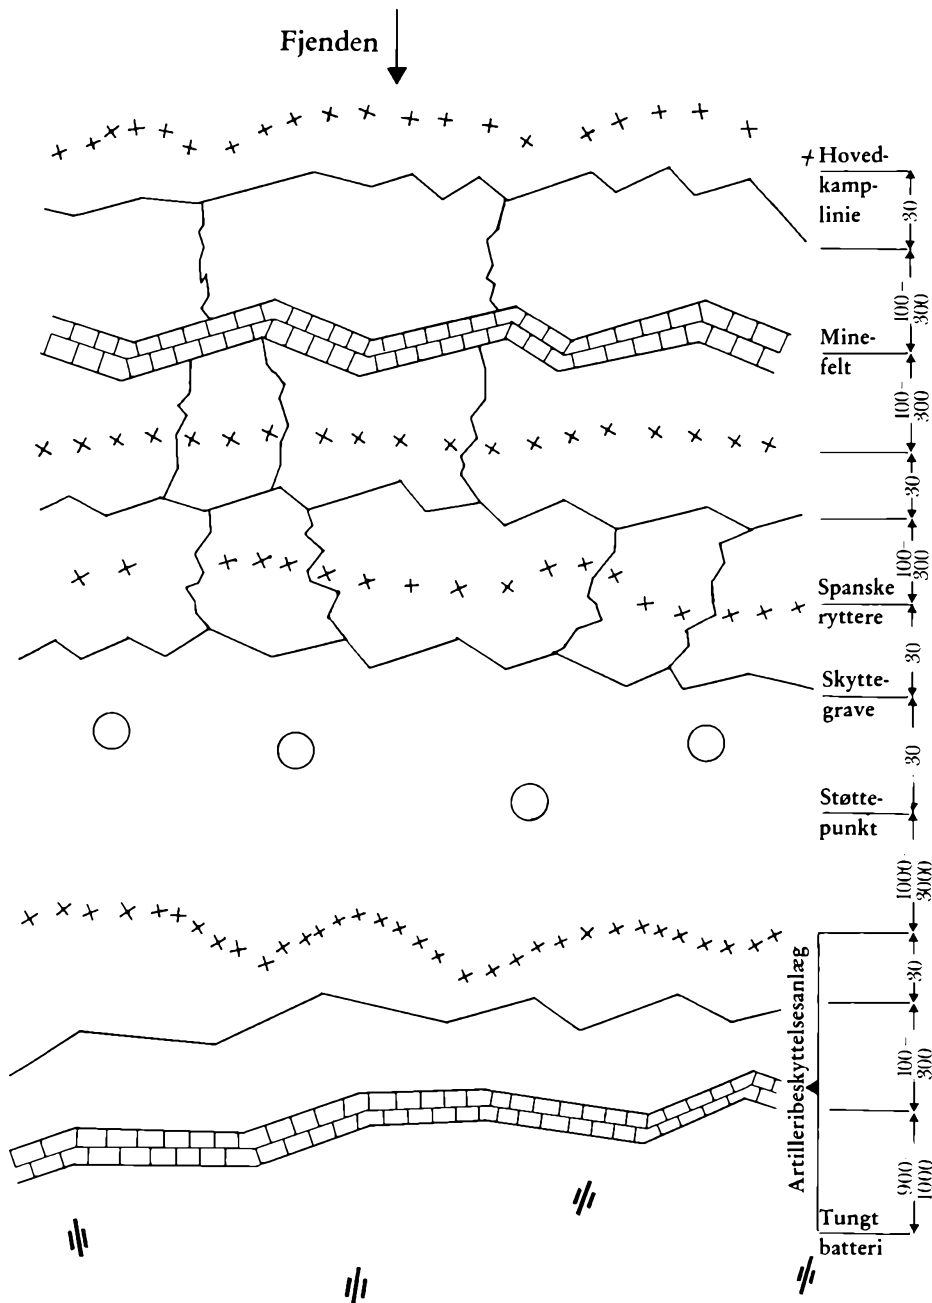 Fjenden
Hoved-
kamp-
linie
30
100-
300
Mine-
felt
100-
300
30
100-
300
Spanske
ryttere
30
Skytte-
grave
30
Støtte-
punkt
1000-
3000
Artilleribeskyttelsesanlæg
30
100-
300
900-
1000
Tungt
batteri